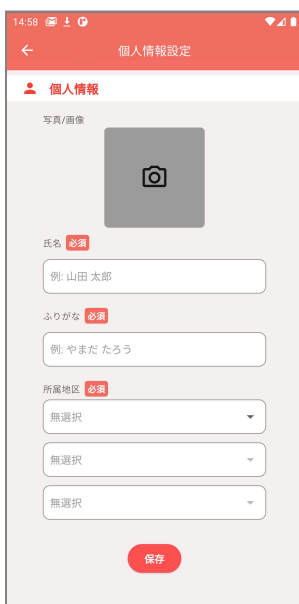 14:58
個人情報設定
個人情報
写真/画像
氏名 必須
例: 山田 太郎
ふりがな 必須
例: やまだ たろう
所属地区 必須
無選択
無選択
無選択
保存